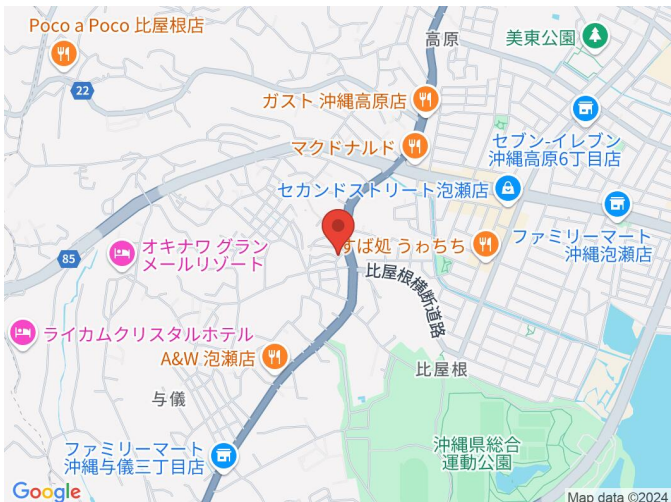 Poco a Poco 比屋根店
高原
美東公園
22
ガスト 沖縄高原店
マクドナルド
セブン-イレブン
沖縄高原6丁目店
セカンドストリート泡瀬店
ファミリーマート
沖縄泡瀬店
すば処 うゎちち
85
オキナワ グラン
メールリゾート
比屋根横断道路
ライカムクリスタルホテル
A&W 泡瀬店
比屋根
与儀
ファミリーマート
沖縄与儀三丁目店
沖縄県総合
運動公園
Google
Map data ©2024